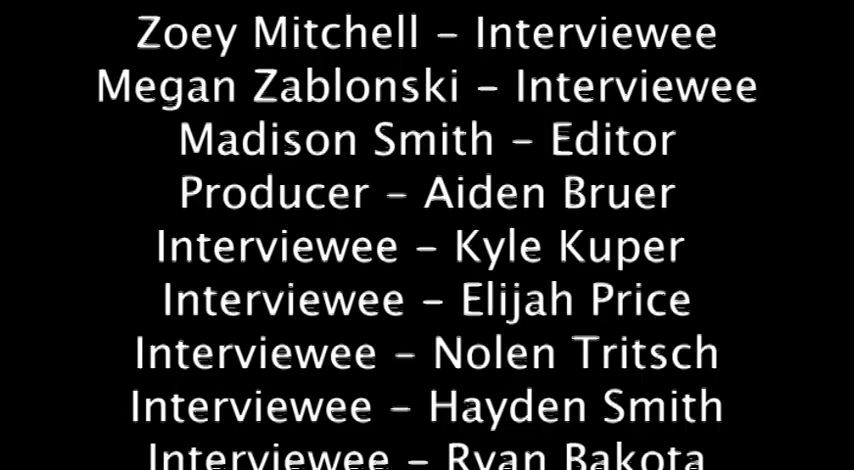 Zoey Mitchell - Interviewee
Megan Zablonski - Interviewee
Madison Smith - Editor
Producer - Aiden Bruer
Interviewee - Kyle Kuper
Interviewee - Elijah Price
Interviewee - Nolen Tritsch
Interviewee - Hayden Smith
Interviewee - Ryan Bakota